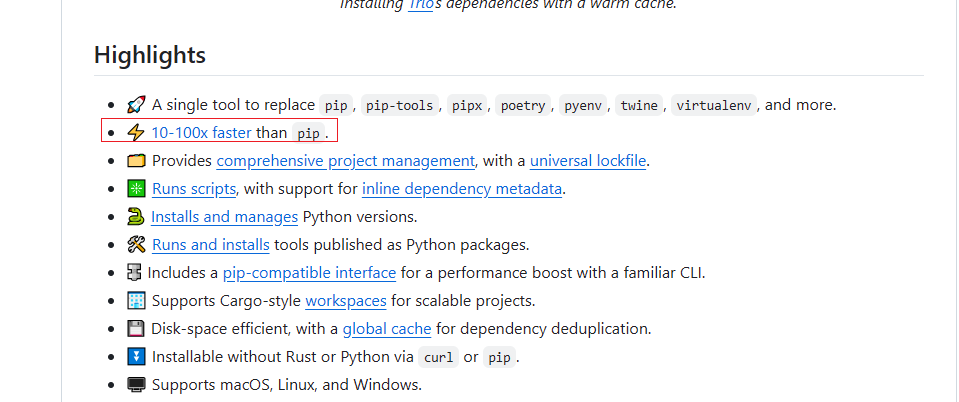 Installing Trio's dependencies with a warm cache.
Highlights
🚀 A single tool to replace pip, pip-tools, pipx, poetry, pyenv, twine, virtualenv, and more.
⚡ 10-100x faster than pip.
🗂️ Provides comprehensive project management, with a universal lockfile.
❇️ Runs scripts, with support for inline dependency metadata.
🐍 Installs and manages Python versions.
🛠️ Runs and installs tools published as Python packages.
🔩 Includes a pip-compatible interface for a performance boost with a familiar CLI.
🏢 Supports Cargo-style workspaces for scalable projects.
💾 Disk-space efficient, with a global cache for dependency deduplication.
⏬ Installable without Rust or Python via curl or pip.
🖥️ Supports macOS, Linux, and Windows.